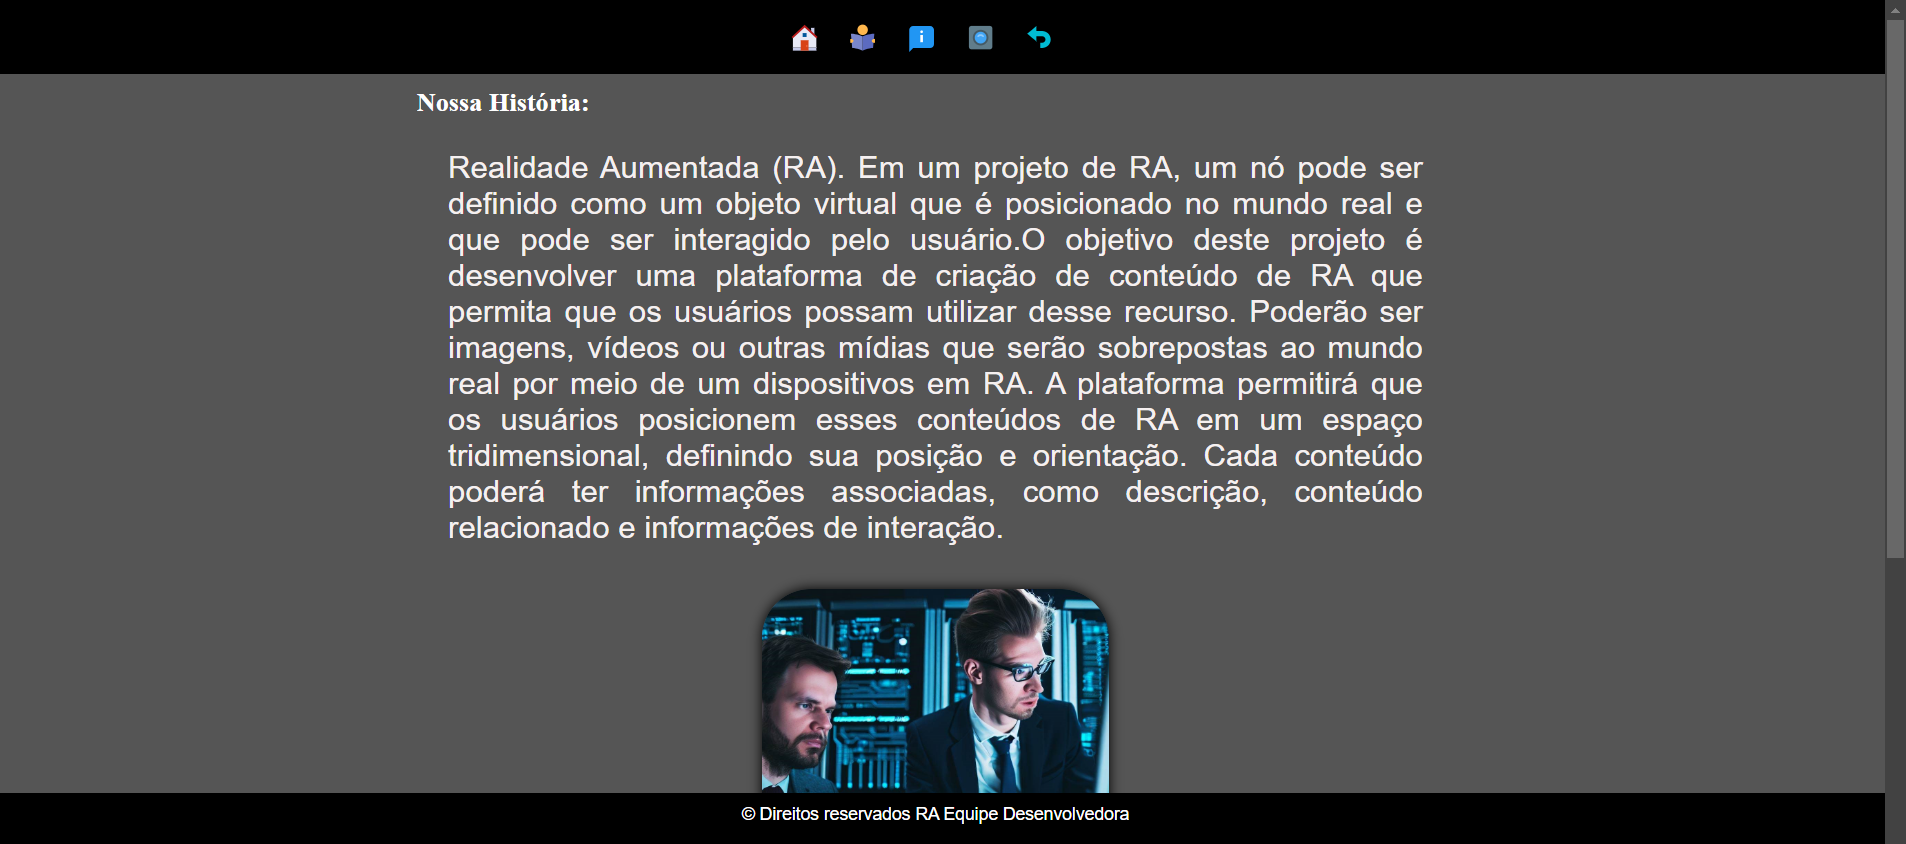 Nossa História:
Realidade Aumentada (RA). Em um projeto de RA, um nó pode ser
definido como um objeto virtual que é posicionado no mundo real e
que pode ser interagido pelo usuário.O objetivo deste projeto é
desenvolver uma plataforma de criação de conteúdo de RA que
permita que os usuários possam utilizar desse recurso. Poderão ser
imagens, vídeos ou outras mídias que serão sobrepostas ao mundo
real por meio de um dispositivos em RA. A plataforma permitirá que
os usuários posicionem esses conteúdos de RA em um espaço
tridimensional, definindo sua posição e orientação. Cada conteúdo
poderá ter informações associadas, como descrição, conteúdo
relacionado e informações de interação.
© Direitos reservados RA Equipe Desenvolvedora